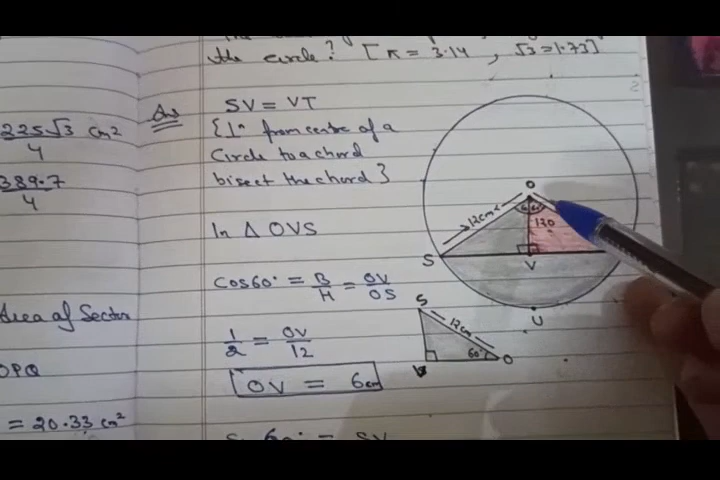 the circle? [π = 3.14 , √3 = 1.73]
225√3 cm²
4
389.7
4
Area of Sector
OPQ
= 20.33 cm²
Ans
SV = VT
{⊥ from centre of a
Circle to a chord
bisect the chord}
In Δ OVS
Cos60° = B/H = OV/OS
1/2 = OV/12
OV = 6cm
60° = SV
O
12cm
60
120
S
V
U
S
12cm
60°
O
V